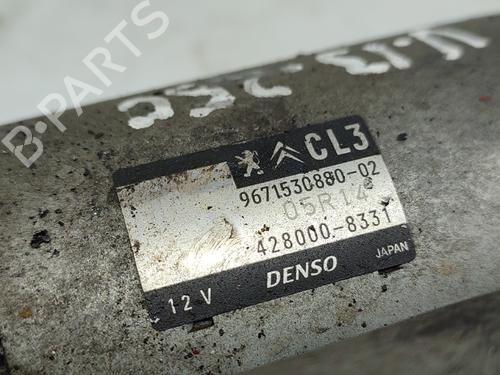 CL3
9671530880-02
05R14
428000-8331
12 V
DENSO
JAPAN
B-PARTS